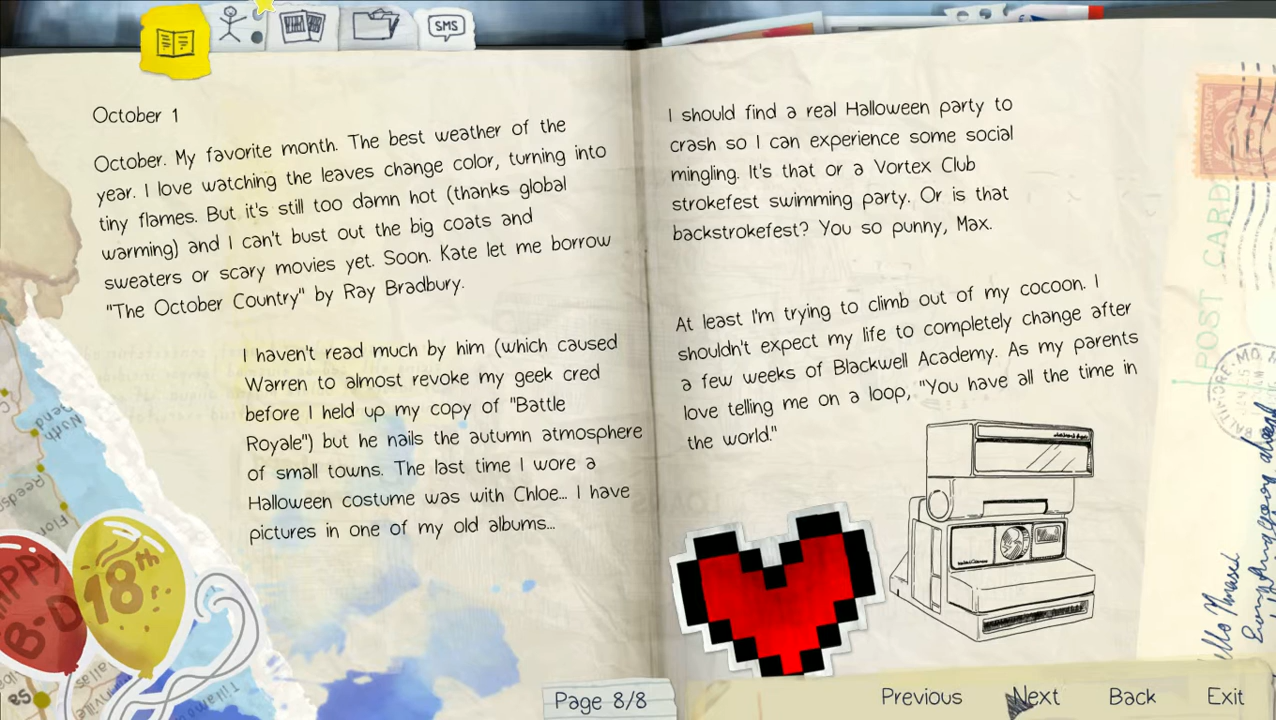 SMS
October 1
October. My favorite month. The best weather of the
year. I love watching the leaves change color, turning into
tiny flames. But it's still too damn hot (thanks global
warming) and I can't bust out the big coats and
sweaters or scary movies yet. Soon. Kate let me borrow
"The October Country" by Ray Bradbury.
I haven't read much by him (which caused
Warren to almost revoke my geek cred
before I held up my copy of "Battle
Royale") but he nails the autumn atmosphere
of small towns. The last time I wore a
Halloween costume was with Chloe... I have
pictures in one of my old albums...
North
Bend
Reeds
Flor
HAPPY
B-D
18th
Tillamo
I should find a real Halloween party to
crash so I can experience some social
mingling. It's that or a Vortex Club
strokefest swimming party. Or is that
backstrokefest? You so punny, Max.
At least I'm trying to climb out of my cocoon. I
shouldn't expect my life to completely change after
a few weeks of Blackwell Academy. As my parents
love telling me on a loop, "You have all the time in
the world."
POST CARD
BALTIMORE, MD.
Page 8/8
Previous
Next
Back
Exit